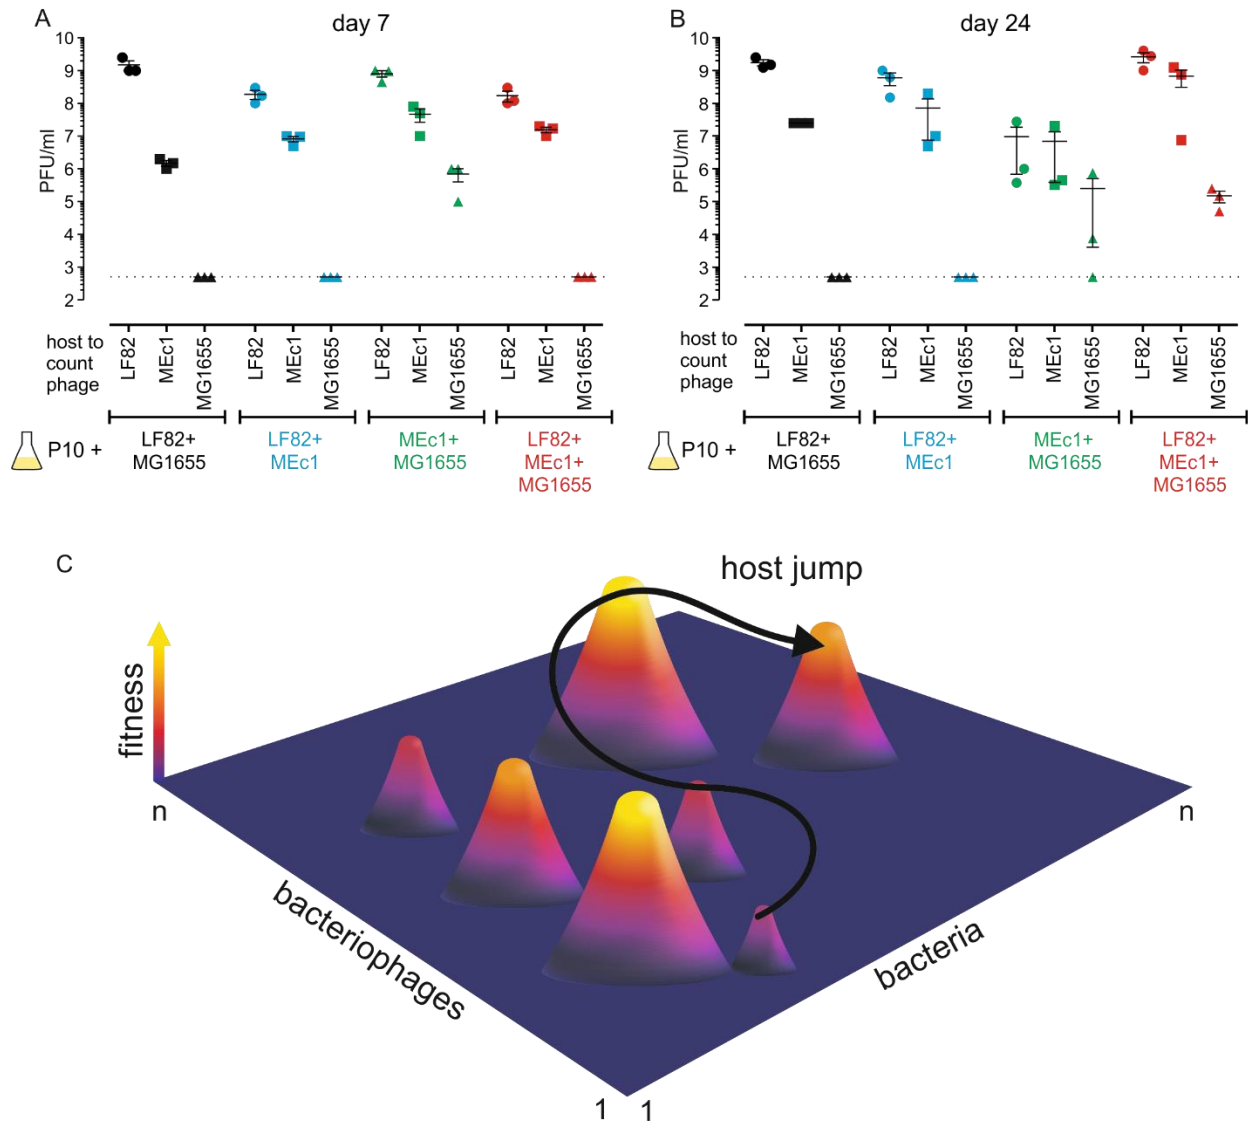 A
day 7
PFU/ml
10
9
8
7
6
5
4
3
2
host to
count
phage
LF82
MEc1
MG1655
LF82
MEc1
MG1655
LF82
MEc1
MG1655
LF82
MEc1
MG1655
P10 +
LF82+
MG1655
LF82+
MEc1
MEc1+
MG1655
LF82+
MEc1+
MG1655
B
day 24
PFU/ml
10
9
8
7
6
5
4
3
2
host to
count
phage
LF82
MEc1
MG1655
LF82
MEc1
MG1655
LF82
MEc1
MG1655
LF82
MEc1
MG1655
P10 +
LF82+
MG1655
LF82+
MEc1
MEc1+
MG1655
LF82+
MEc1+
MG1655
C
host jump
fitness
n
n
bacteriophages
bacteria
1
1